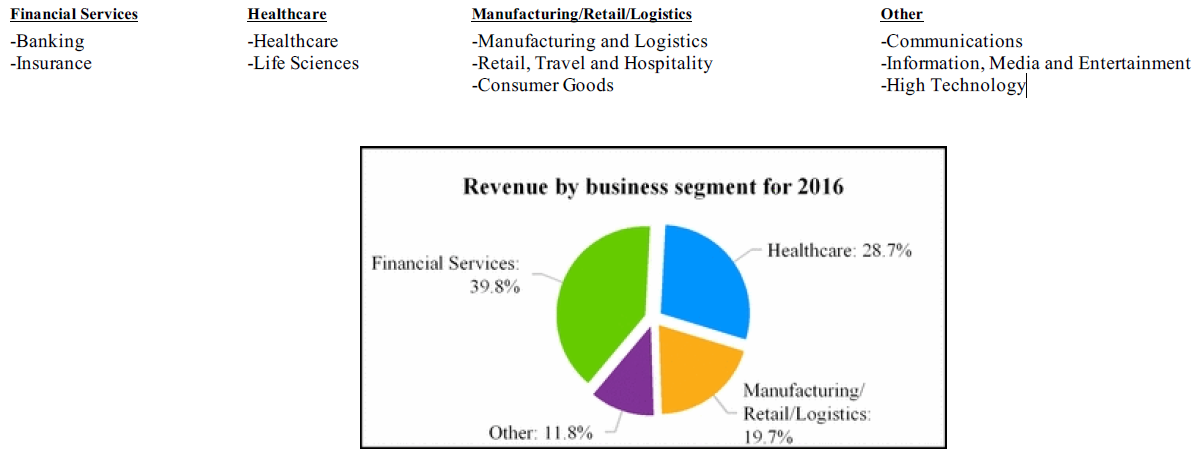 Financial Services
-Banking
-Insurance
Healthcare
-Healthcare
-Life Sciences
Manufacturing/Retail/Logistics
-Manufacturing and Logistics
-Retail, Travel and Hospitality
-Consumer Goods
Other
-Communications
-Information, Media and Entertainment
-High Technology
Revenue by business segment for 2016
Healthcare: 28.7%
Financial Services:
39.8%
Manufacturing/
Retail/Logistics:
19.7%
Other: 11.8%